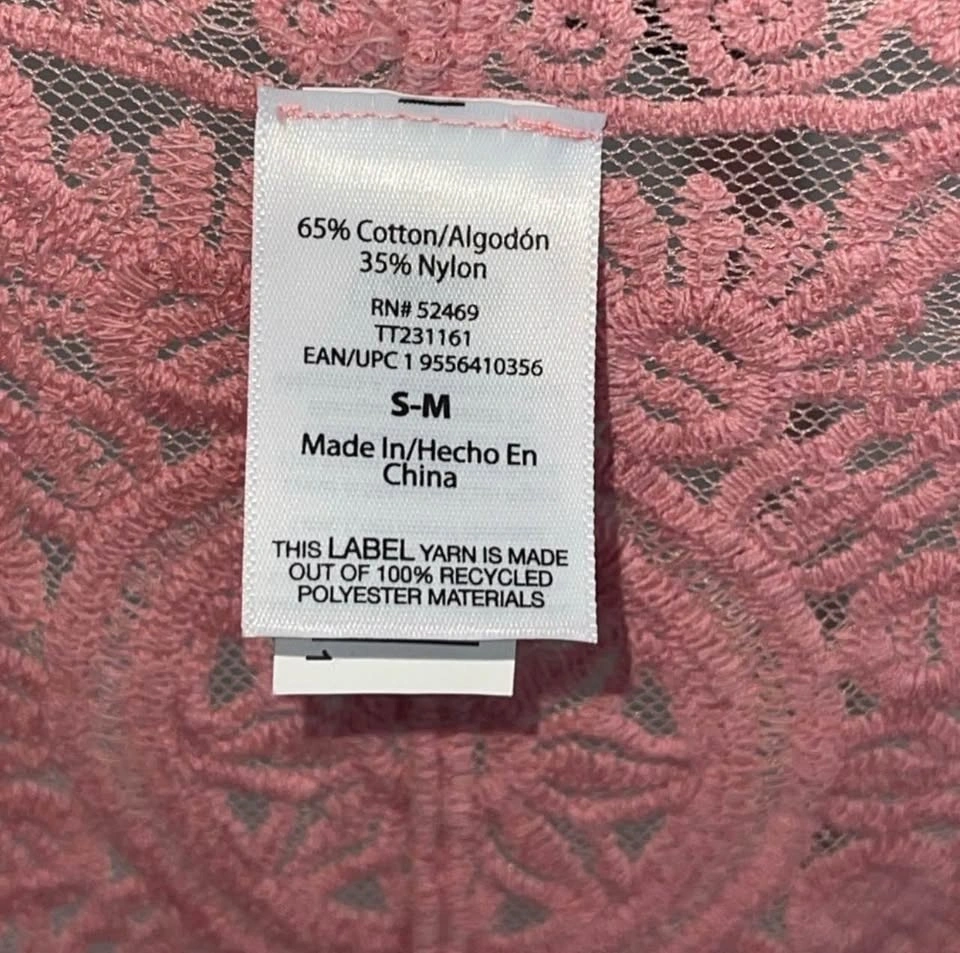 65% Cotton/Algodón
35% Nylon
RN# 52469
TT231161
EAN/UPC 1 9556410356
S-M
Made In/Hecho En
China
THIS LABEL YARN IS MADE
OUT OF 100% RECYCLED
POLYESTER MATERIALS
1